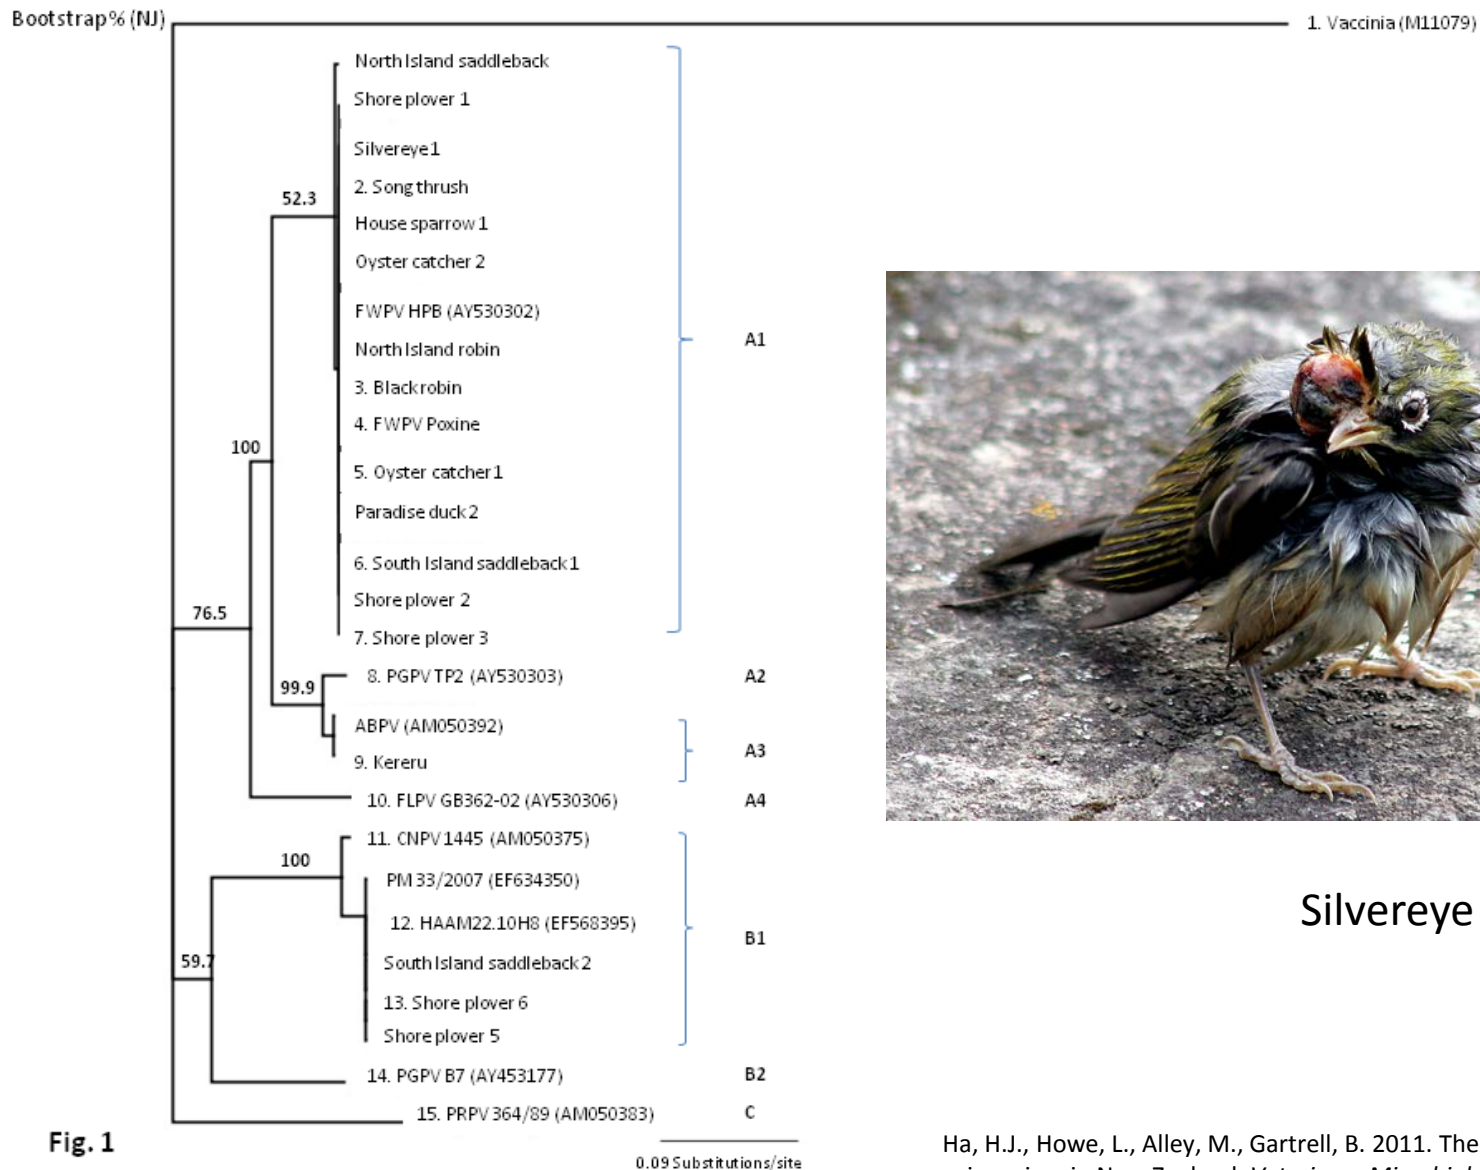 Bootstrap% (NJ)
1. Vaccinia (M11079)
North Island saddleback
Shore plover 1
Silvereye 1
2. Song thrush
House sparrow 1
Oyster catcher 2
FWPV HPB (AY530302)
North Island robin
A1
3. Black robin
4. FWPV Poxine
5. Oyster catcher 1
Paradise duck 2
6. South Island saddleback 1
Shore plover 2
7. Shore plover 3
52.3
100
76.5
99.9
8. PGPV TP2 (AY530303)
A2
ABPV (AM050392)
9. Kereru
A3
10. FLPV GB362-02 (AY530306)
A4
11. CNPV 1445 (AM050375)
100
PM 33/2007 (EF634350)
12. HAAM22.10H8 (EF568395)
B1
South Island saddleback 2
59.7
13. Shore plover 6
Shore plover 5
14. PGPV B7 (AY453177)
B2
15. PRPV 364/89 (AM050383)
C
Fig. 1
0.09 Substitutions/site
Silvereye
Ha, H.J., Howe, L., Alley, M., Gartrell, B. 2011. The